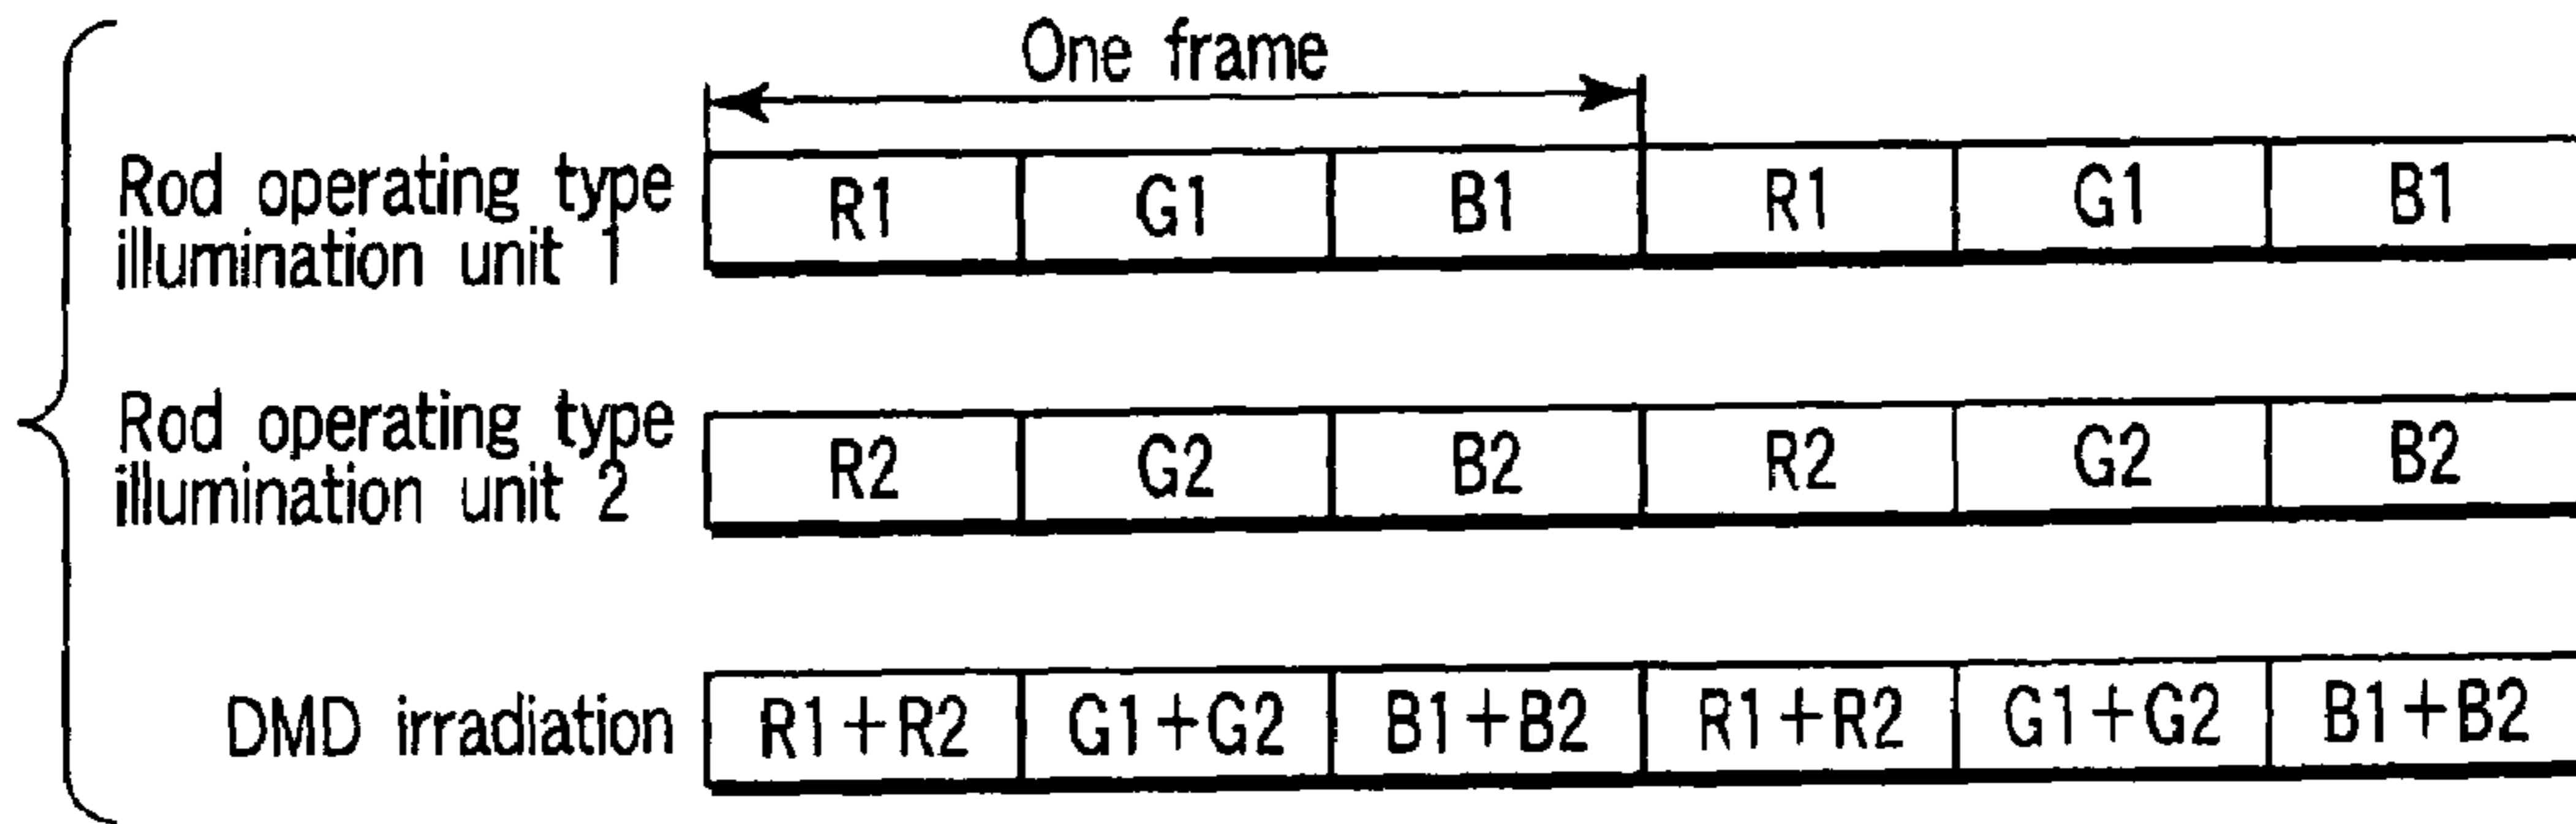 One frame
Rod operating type
illumination unit 1
R1 G1 B1 R1 G1 B1
Rod operating type
illumination unit 2
R2 G2 B2 R2 G2 B2
DMD irradiation
R1+R2 G1+G2 B1+B2 R1+R2 G1+G2 B1+B2